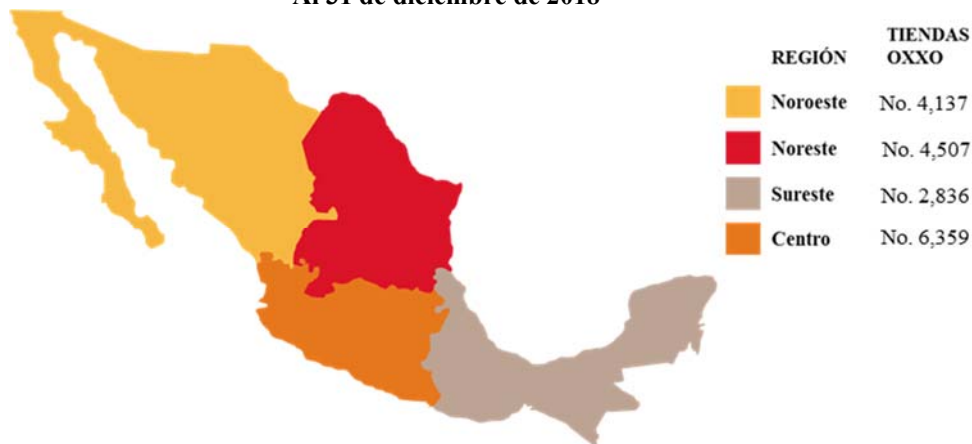 Al 31 de diciembre de 2018
REGIÓN TIENDAS OXXO
Noroeste No. 4,137
Noreste No. 4,507
Sureste No. 2,836
Centro No. 6,359